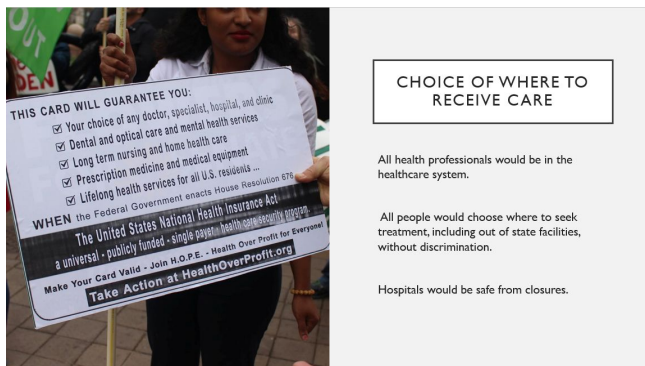 OUT
DEN
THIS CARD WILL GUARANTEE YOU:
☑ Your choice of any doctor, specialist, hospital, and clinic
☑ Dental and optical care and mental health services
☑ Long term nursing and home health care
☑ Prescription medicine and medical equipment
☑ Lifelong health services for all U.S. residents ...
WHEN the Federal Government enacts House Resolution 676
The United States National Health Insurance Act
a universal - publicly funded - single payer - health care security program.
Make Your Card Valid - Join H.O.P.E. - Health Over Profit for Everyone!
Take Action at HealthOverProfit.org
CHOICE OF WHERE TO
RECEIVE CARE
All health professionals would be in the
healthcare system.
All people would choose where to seek
treatment, including out of state facilities,
without discrimination.
Hospitals would be safe from closures.